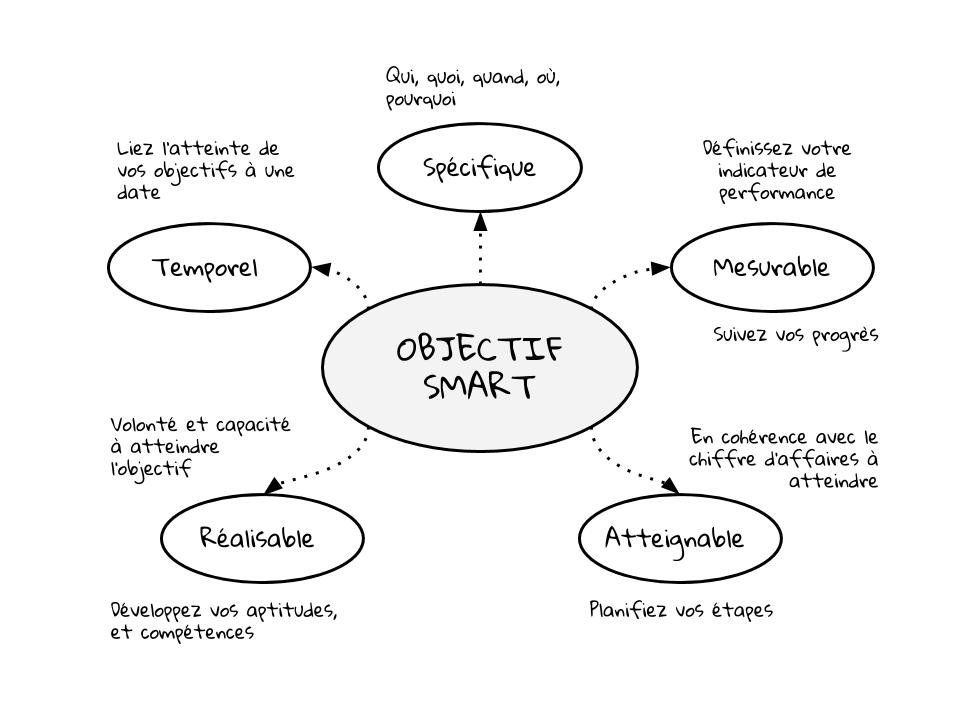 Qui, quoi, quand, où,
pourquoi
Spécifique
Liez l'atteinte de
vos objectifs à une
date
Temporel
Définissez votre
indicateur de
performance
Mesurable
Suivez vos progrès
OBJECTIF
SMART
Volonté et capacité
à atteindre
l'objectif
Réalisable
Développez vos aptitudes,
et compétences
En cohérence avec le
chiffre d'affaires à
atteindre
Atteignable
Planifiez vos étapes